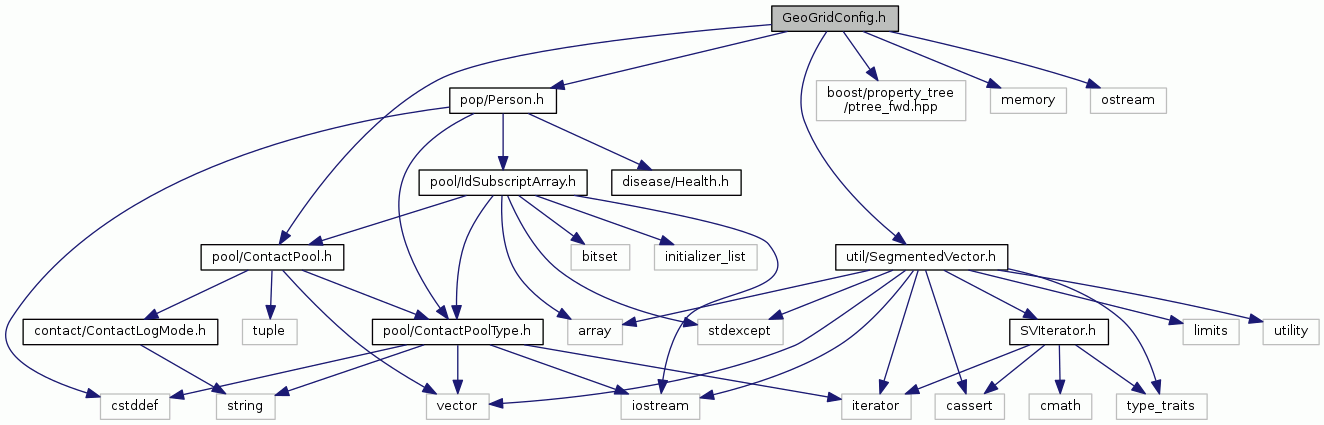 GeoGridConfig.h
pop/Person.h
boost/property_tree
/ptree_fwd.hpp
memory
ostream
pool/IdSubscriptArray.h
disease/Health.h
pool/ContactPool.h
bitset
initializer_list
util/SegmentedVector.h
contact/ContactLogMode.h
tuple
pool/ContactPoolType.h
array
stdexcept
SVIterator.h
limits
utility
cstddef
string
vector
iostream
iterator
cassert
cmath
type_traits